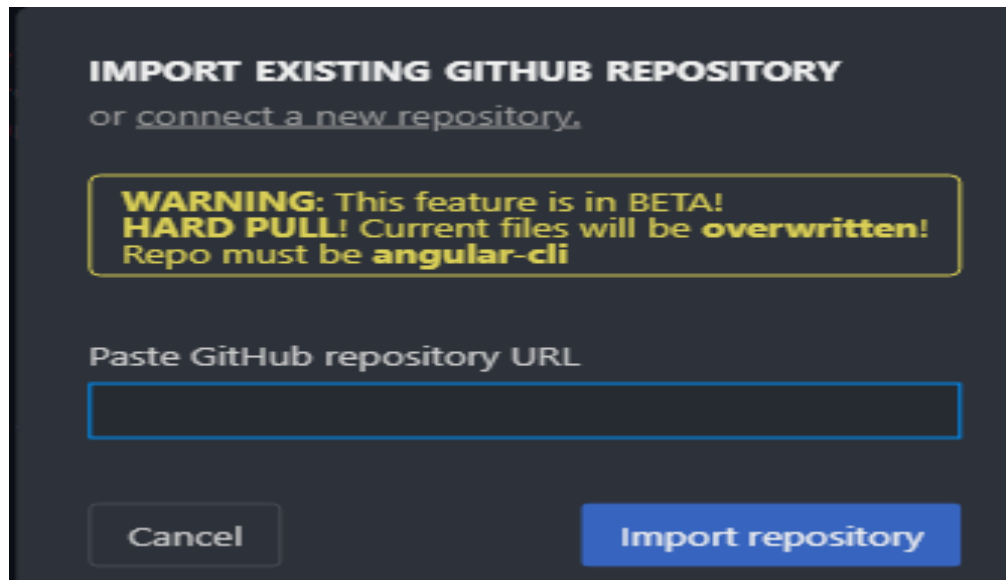 IMPORT EXISTING GITHUB REPOSITORY
or connect a new repository.
WARNING: This feature is in BETA!
HARD PULL! Current files will be overwritten!
Repo must be angular-cli
Paste GitHub repository URL
Cancel
Import repository